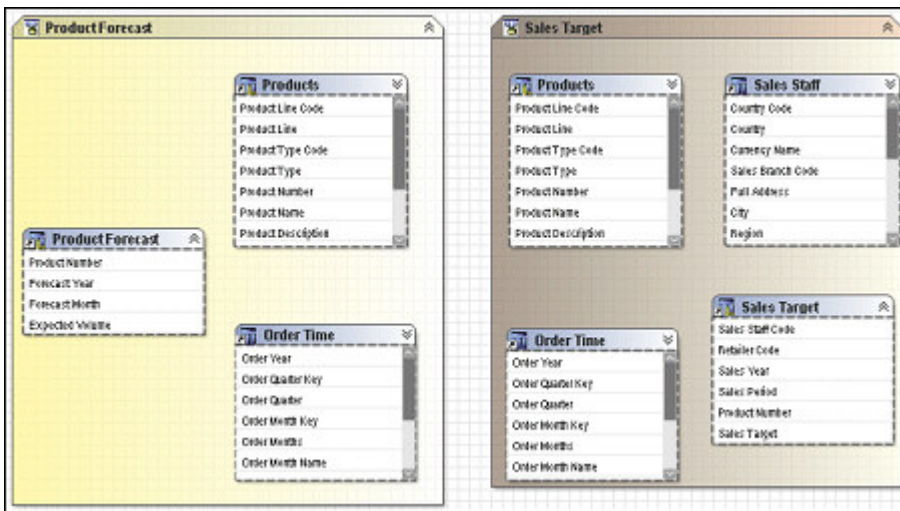 Product Forecast
Products
Product Line Code
Product Line
Product Type Code
Product Type
Product Number
Product Name
Product Description
Product Forecast
Product Number
Forecast Year
Forecast Month
Expected Volume
Order Time
Order Year
Order Quarter Key
Order Quarter
Order Month Key
Order Months
Order Month Name
Sales Target
Products
Product Line Code
Product Line
Product Type Code
Product Type
Product Number
Product Name
Product Description
Sales Staff
Country Code
Country
Currency Name
Sales Branch Code
Full Address
City
Region
Order Time
Order Year
Order Quarter Key
Order Quarter
Order Month Key
Order Months
Order Month Name
Sales Target
Sales Staff Code
Retailer Code
Sales Year
Sales Period
Product Number
Sales Target